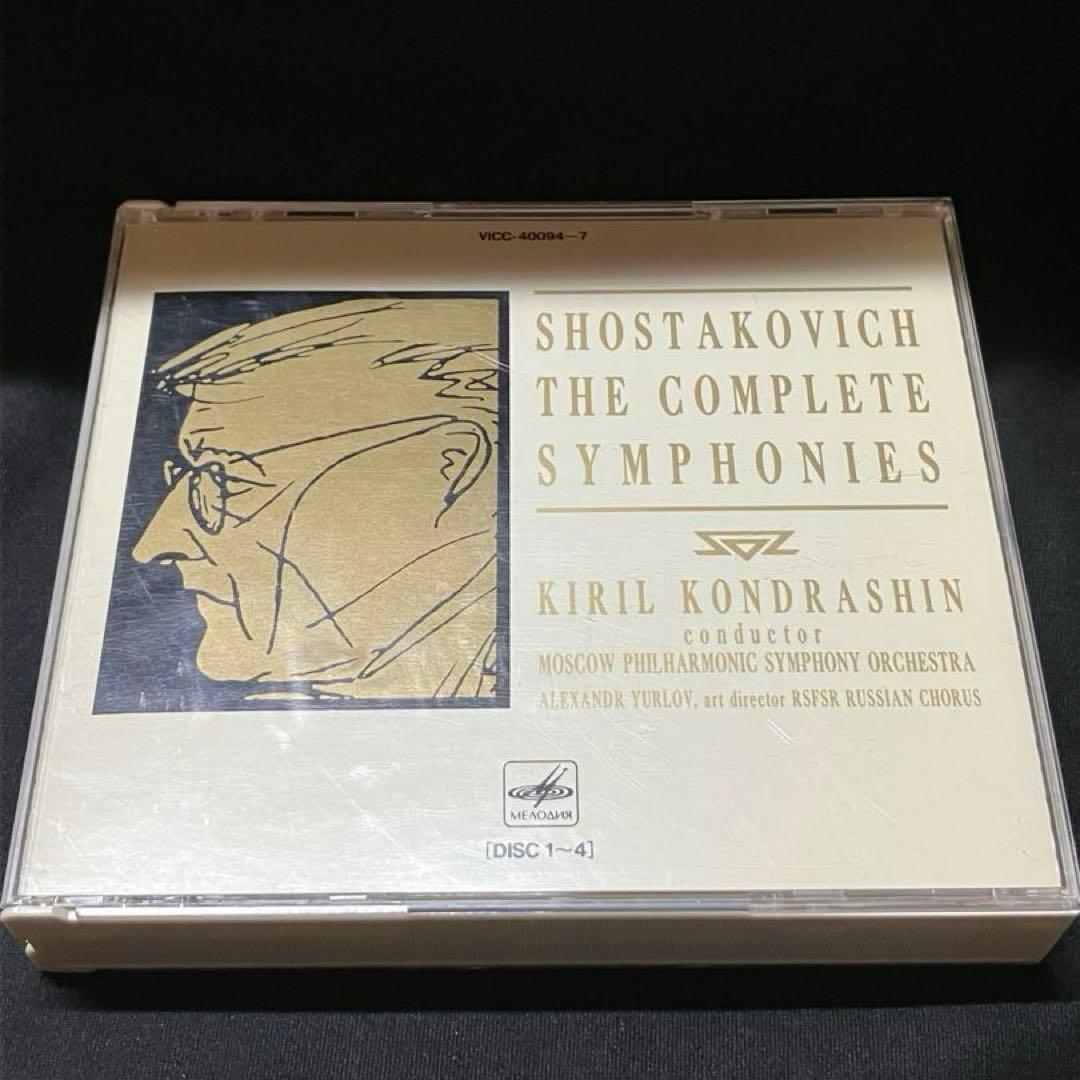 VICC-40094~7
SHOSTAKOVICH
THE COMPLETE
SYMPHONIES
KIRIL KONDRASHIN
conductor
MOSCOW PHILHARMONIC SYMPHONY ORCHESTRA
ALEXANDR YURLOV, art director RSFSR RUSSIAN CHORUS
МЕЛОДИЯ
[DISC 1~4]